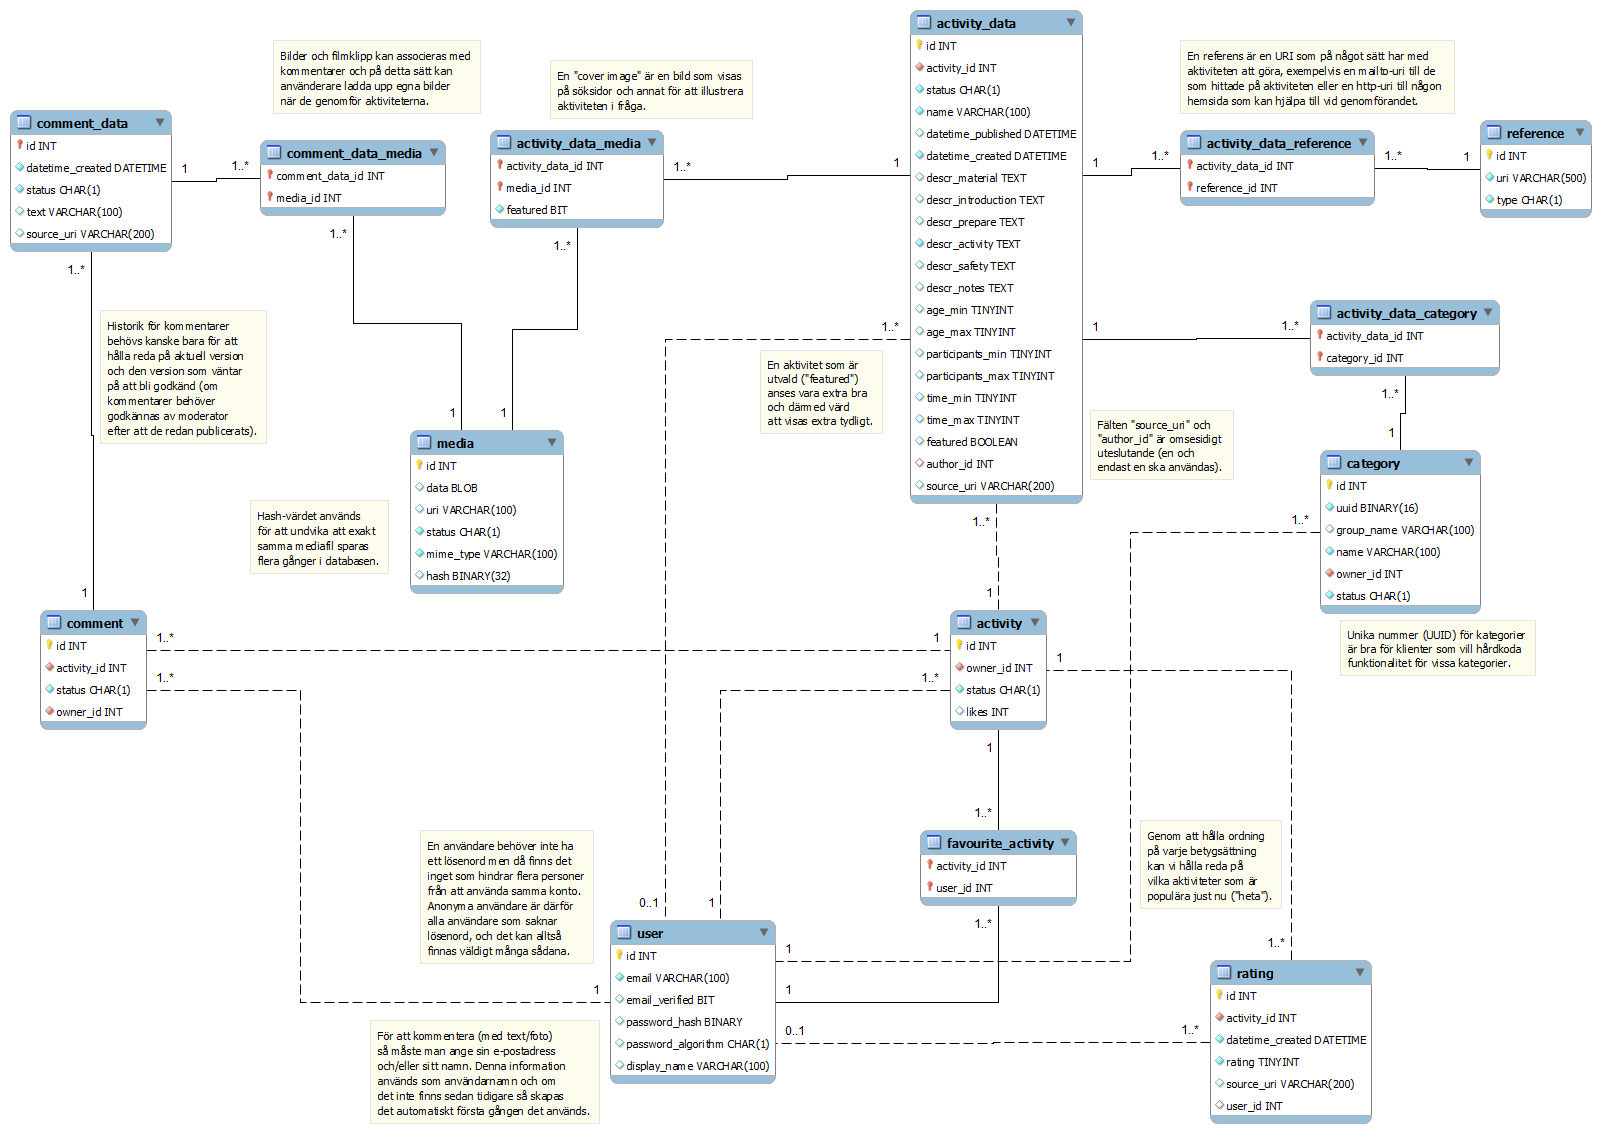 activity_data
id INT
activity_id INT
status CHAR(1)
name VARCHAR(100)
datetime_published DATETIME
datetime_created DATETIME
descr_material TEXT
descr_introduction TEXT
descr_prepare TEXT
descr_activity TEXT
descr_safety TEXT
descr_notes TEXT
age_min TINYINT
age_max TINYINT
participants_min TINYINT
participants_max TINYINT
time_min TINYINT
time_max TINYINT
featured BOOLEAN
author_id INT
source_uri VARCHAR(200)
Bilder och filmklipp kan associeras med
kommentarer och på detta sätt kan
använderare ladda upp egna bilder
när de genomför aktiviteterna.
En "cover image" är en bild som visas
på söksidor och annat för att illustrera
aktiviteten i fråga.
En referens är en URI som på något sätt har med
aktiviteten att göra, exempelvis en mailto-uri till de
som hittade på aktiviteten eller en http-uri till någon
hemsida som kan hjälpa till vid genomförandet.
comment_data
id INT
datetime_created DATETIME
status CHAR(1)
text VARCHAR(100)
source_uri VARCHAR(200)
1
1..*
comment_data_media
comment_data_id INT
media_id INT
activity_data_media
activity_data_id INT
media_id INT
featured BIT
1..*
1
1
1..*
activity_data_reference
activity_data_id INT
reference_id INT
1..*
1
reference
id INT
uri VARCHAR(500)
type CHAR(1)
1..*
1..*
1..*
Historik för kommentarer
behövs kanske bara för att
hålla reda på aktuell version
och den version som väntar
på att bli godkänd (om
kommentarer behöver
godkännas av moderator
efter att de redan publicerats).
1..*
1
1..*
activity_data_category
activity_data_id INT
category_id INT
En aktivitet som är
utvald ("featured")
anses vara extra bra
och därmed värd
att visas extra tydligt.
Fälten "source_uri" och
"author_id" är omsesidigt
uteslutande (en och
endast en ska användas).
1..*
1
1
1
media
id INT
data BLOB
uri VARCHAR(100)
status CHAR(1)
mime_type VARCHAR(100)
hash BINARY(32)
category
id INT
uuid BINARY(16)
group_name VARCHAR(100)
name VARCHAR(100)
owner_id INT
status CHAR(1)
Hash-värdet används
för att undvika att exakt
samma mediafil sparas
flera gånger i databasen.
1..*
1..*
1
1
comment
id INT
activity_id INT
status CHAR(1)
owner_id INT
1..*
1..*
1
1..*
activity
id INT
owner_id INT
status CHAR(1)
likes INT
1
Unika nummer (UUID) för kategorier
är bra för klienter som vill hårdkoda
funktionalitet för vissa kategorier.
1
1..*
favourite_activity
activity_id INT
user_id INT
1..*
En användare behöver inte ha
ett lösenord men då finns det
inget som hindrar flera personer
från att använda samma konto.
Anonyma användare är därför
alla användare som saknar
lösenord, och det kan alltså
finnas väldigt många sådana.
Genom att hålla ordning
på varje betygsättning
kan vi hålla reda på
vilka aktiviteter som är
populära just nu ("heta").
0..1
1
user
id INT
email VARCHAR(100)
email_verified BIT
password_hash BINARY
password_algorithm CHAR(1)
display_name VARCHAR(100)
1
1
1
0..1
1..*
1..*
rating
id INT
activity_id INT
datetime_created DATETIME
rating TINYINT
source_uri VARCHAR(200)
user_id INT
För att kommentera (med text/foto)
så måste man ange sin e-postadress
och/eller sitt namn. Denna information
används som användarnamn och om
det inte finns sedan tidigare så skapas
det automatiskt första gången det används.